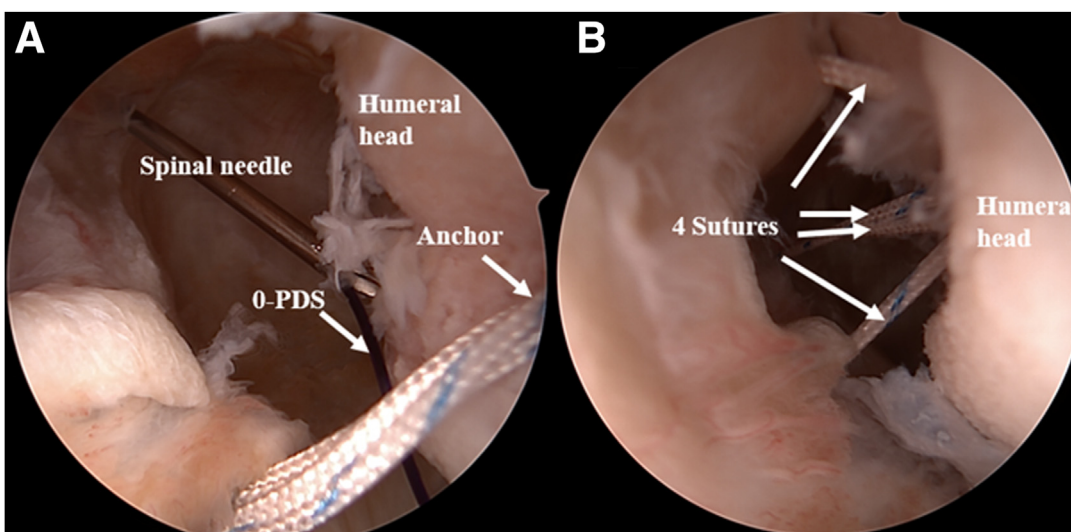 A
Humeral
head
Spinal needle
Anchor
0-PDS
B
4 Sutures
Humera
head